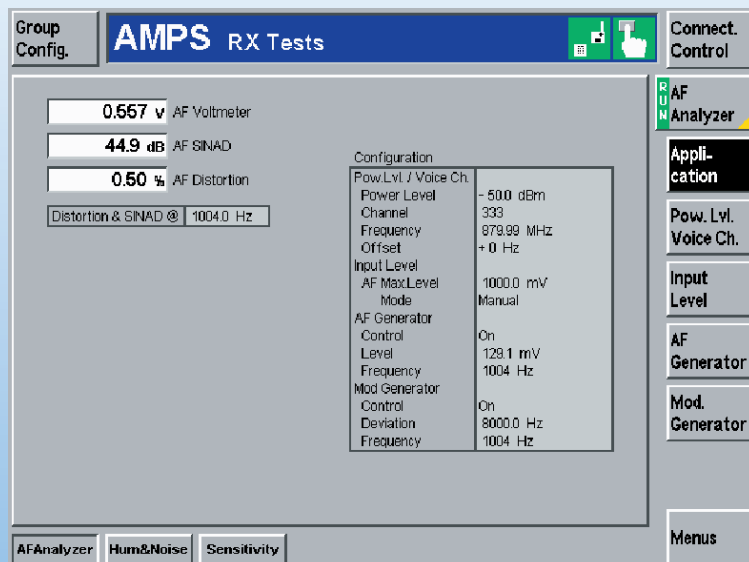 Group
Config.
AMPS RX Tests
Connect.
Control
0.557 V AF Voltmeter
44.9 dB AF SINAD
0.50 % AF Distortion
Distortion & SINAD @ 1004.0 Hz
Configuration
Pow.Lvl. / Voice Ch.
Power Level - 50.0 dBm
Channel 333
Frequency 879.99 MHz
Offset + 0 Hz
Input Level
AF Max.Level 1000.0 mV
Mode Manual
AF Generator
Control On
Level 129.1 mV
Frequency 1004 Hz
Mod Generator
Control On
Deviation 8000.0 Hz
Frequency 1004 Hz
RUN
AF
Analyzer
Appli-
cation
Pow. Lvl.
Voice Ch.
Input
Level
AF
Generator
Mod.
Generator
Menus
AFAnalyzer Hum&Noise Sensitivity